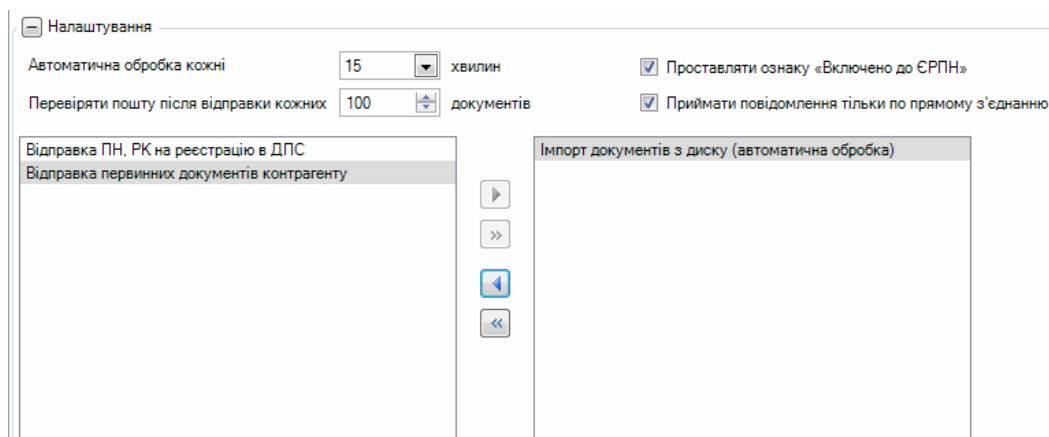 Налаштування
Автоматична обробка кожні 15 хвилин Проставляти ознаку «Включено до ЄРПН»
Перевіряти пошту після відправки кожних 100 документів Приймати повідомлення тільки по прямому з'єднанню
Відправка ПН, РК на реєстрацію в ДПС Імпорт документів з диску (автоматична обробка)
Відправка первинних документів контрагенту